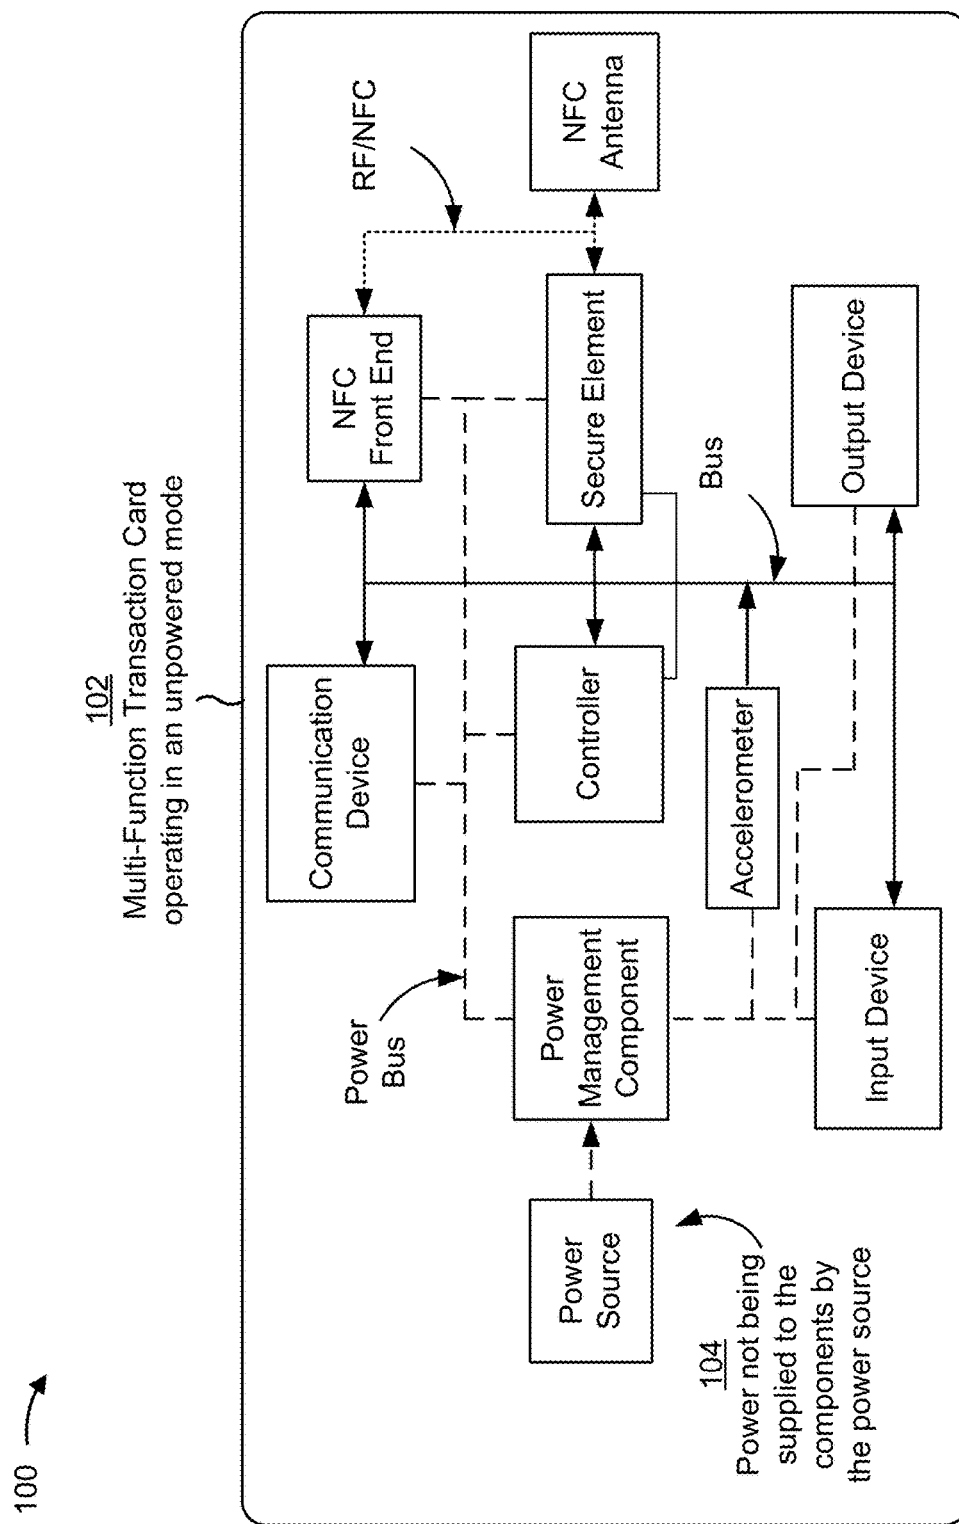 100
102
Multi-Function Transaction Card
operating in an unpowered mode
Communication
Device
NFC
Front End
RF/NFC
NFC
Antenna
Power
Bus
Controller
Secure Element
Power
Source
Power
Management
Component
Accelerometer
Bus
104
Power not being
supplied to the
components by
the power source
Input Device
Output Device